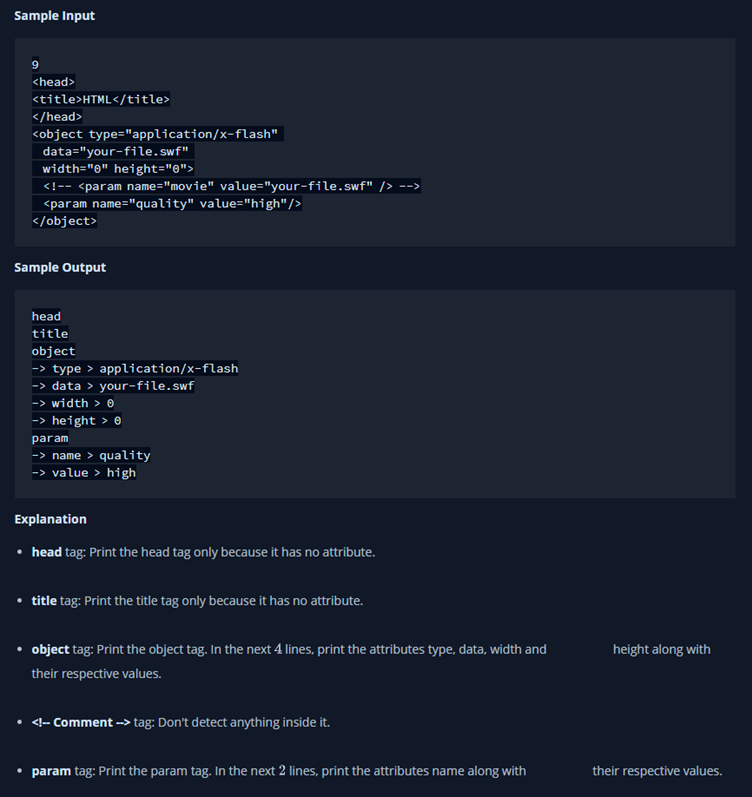 Sample Input
9
<head>
<title>HTML</title>
</head>
<object type="application/x-flash"
  data="your-file.swf"
  width="0" height="0">
  <!-- <param name="movie" value="your-file.swf" /> -->
  <param name="quality" value="high"/>
</object>
Sample Output
head
title
object
-> type > application/x-flash
-> data > your-file.swf
-> width > 0
-> height > 0
param
-> name > quality
-> value > high
Explanation
• head tag: Print the head tag only because it has no attribute.
• title tag: Print the title tag only because it has no attribute.
• object tag: Print the object tag. In the next 4 lines, print the attributes type, data, width and height along with
their respective values.
• <!-- Comment --> tag: Don't detect anything inside it.
• param tag: Print the param tag. In the next 2 lines, print the attributes name along with their respective values.